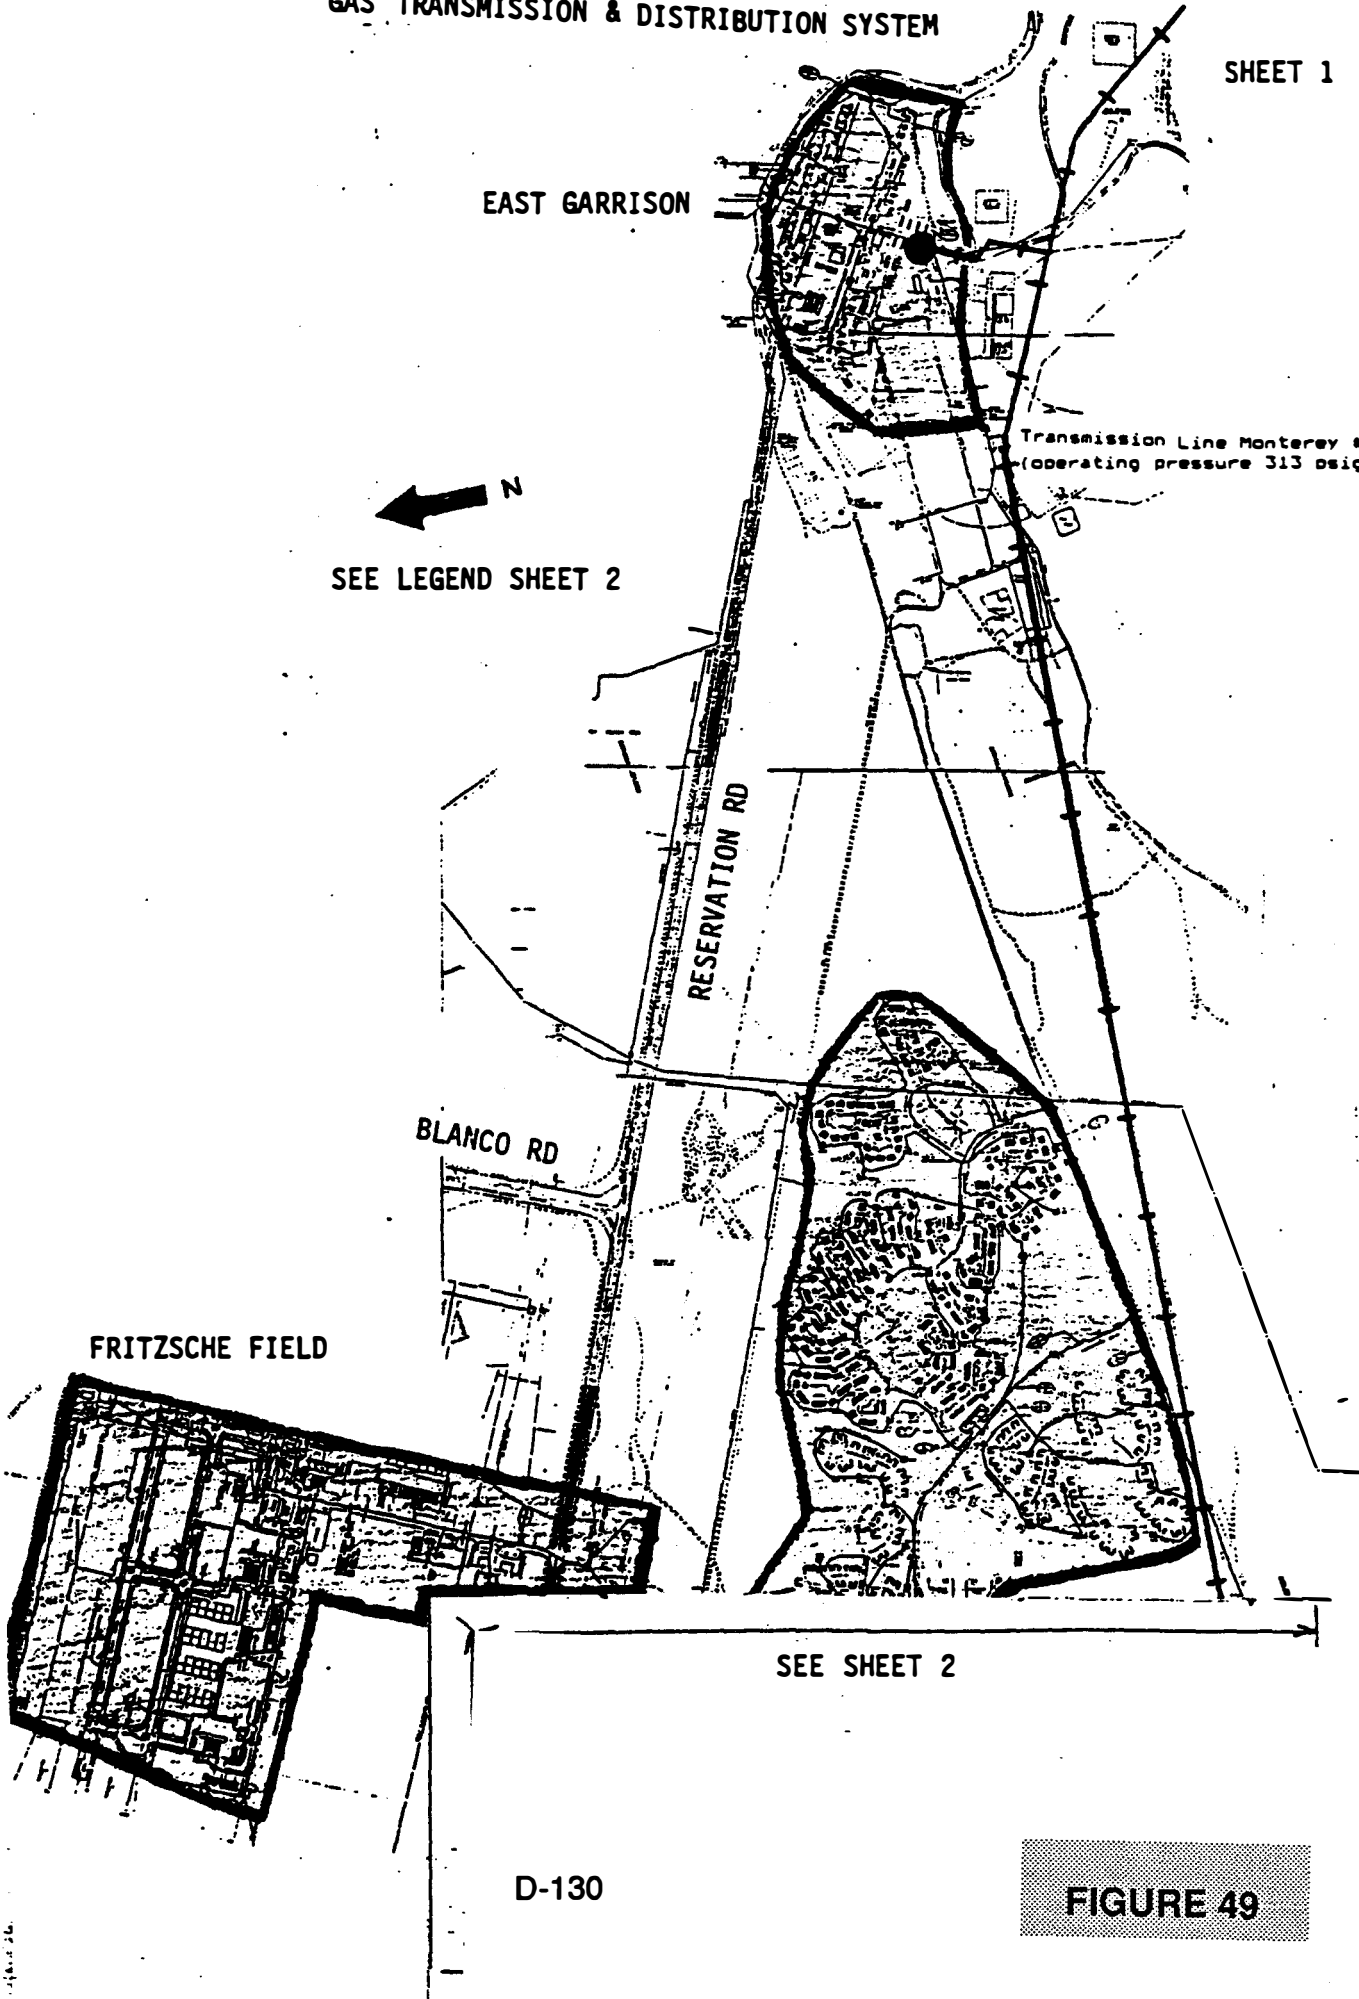 GAS TRANSMISSION & DISTRIBUTION SYSTEM
SHEET 1
EAST GARRISON
Transmission Line Monterey
(operating pressure 313 psig
N
SEE LEGEND SHEET 2
RESERVATION RD
BLANCO RD
FRITZSCHE FIELD
SEE SHEET 2
D-130
FIGURE 49